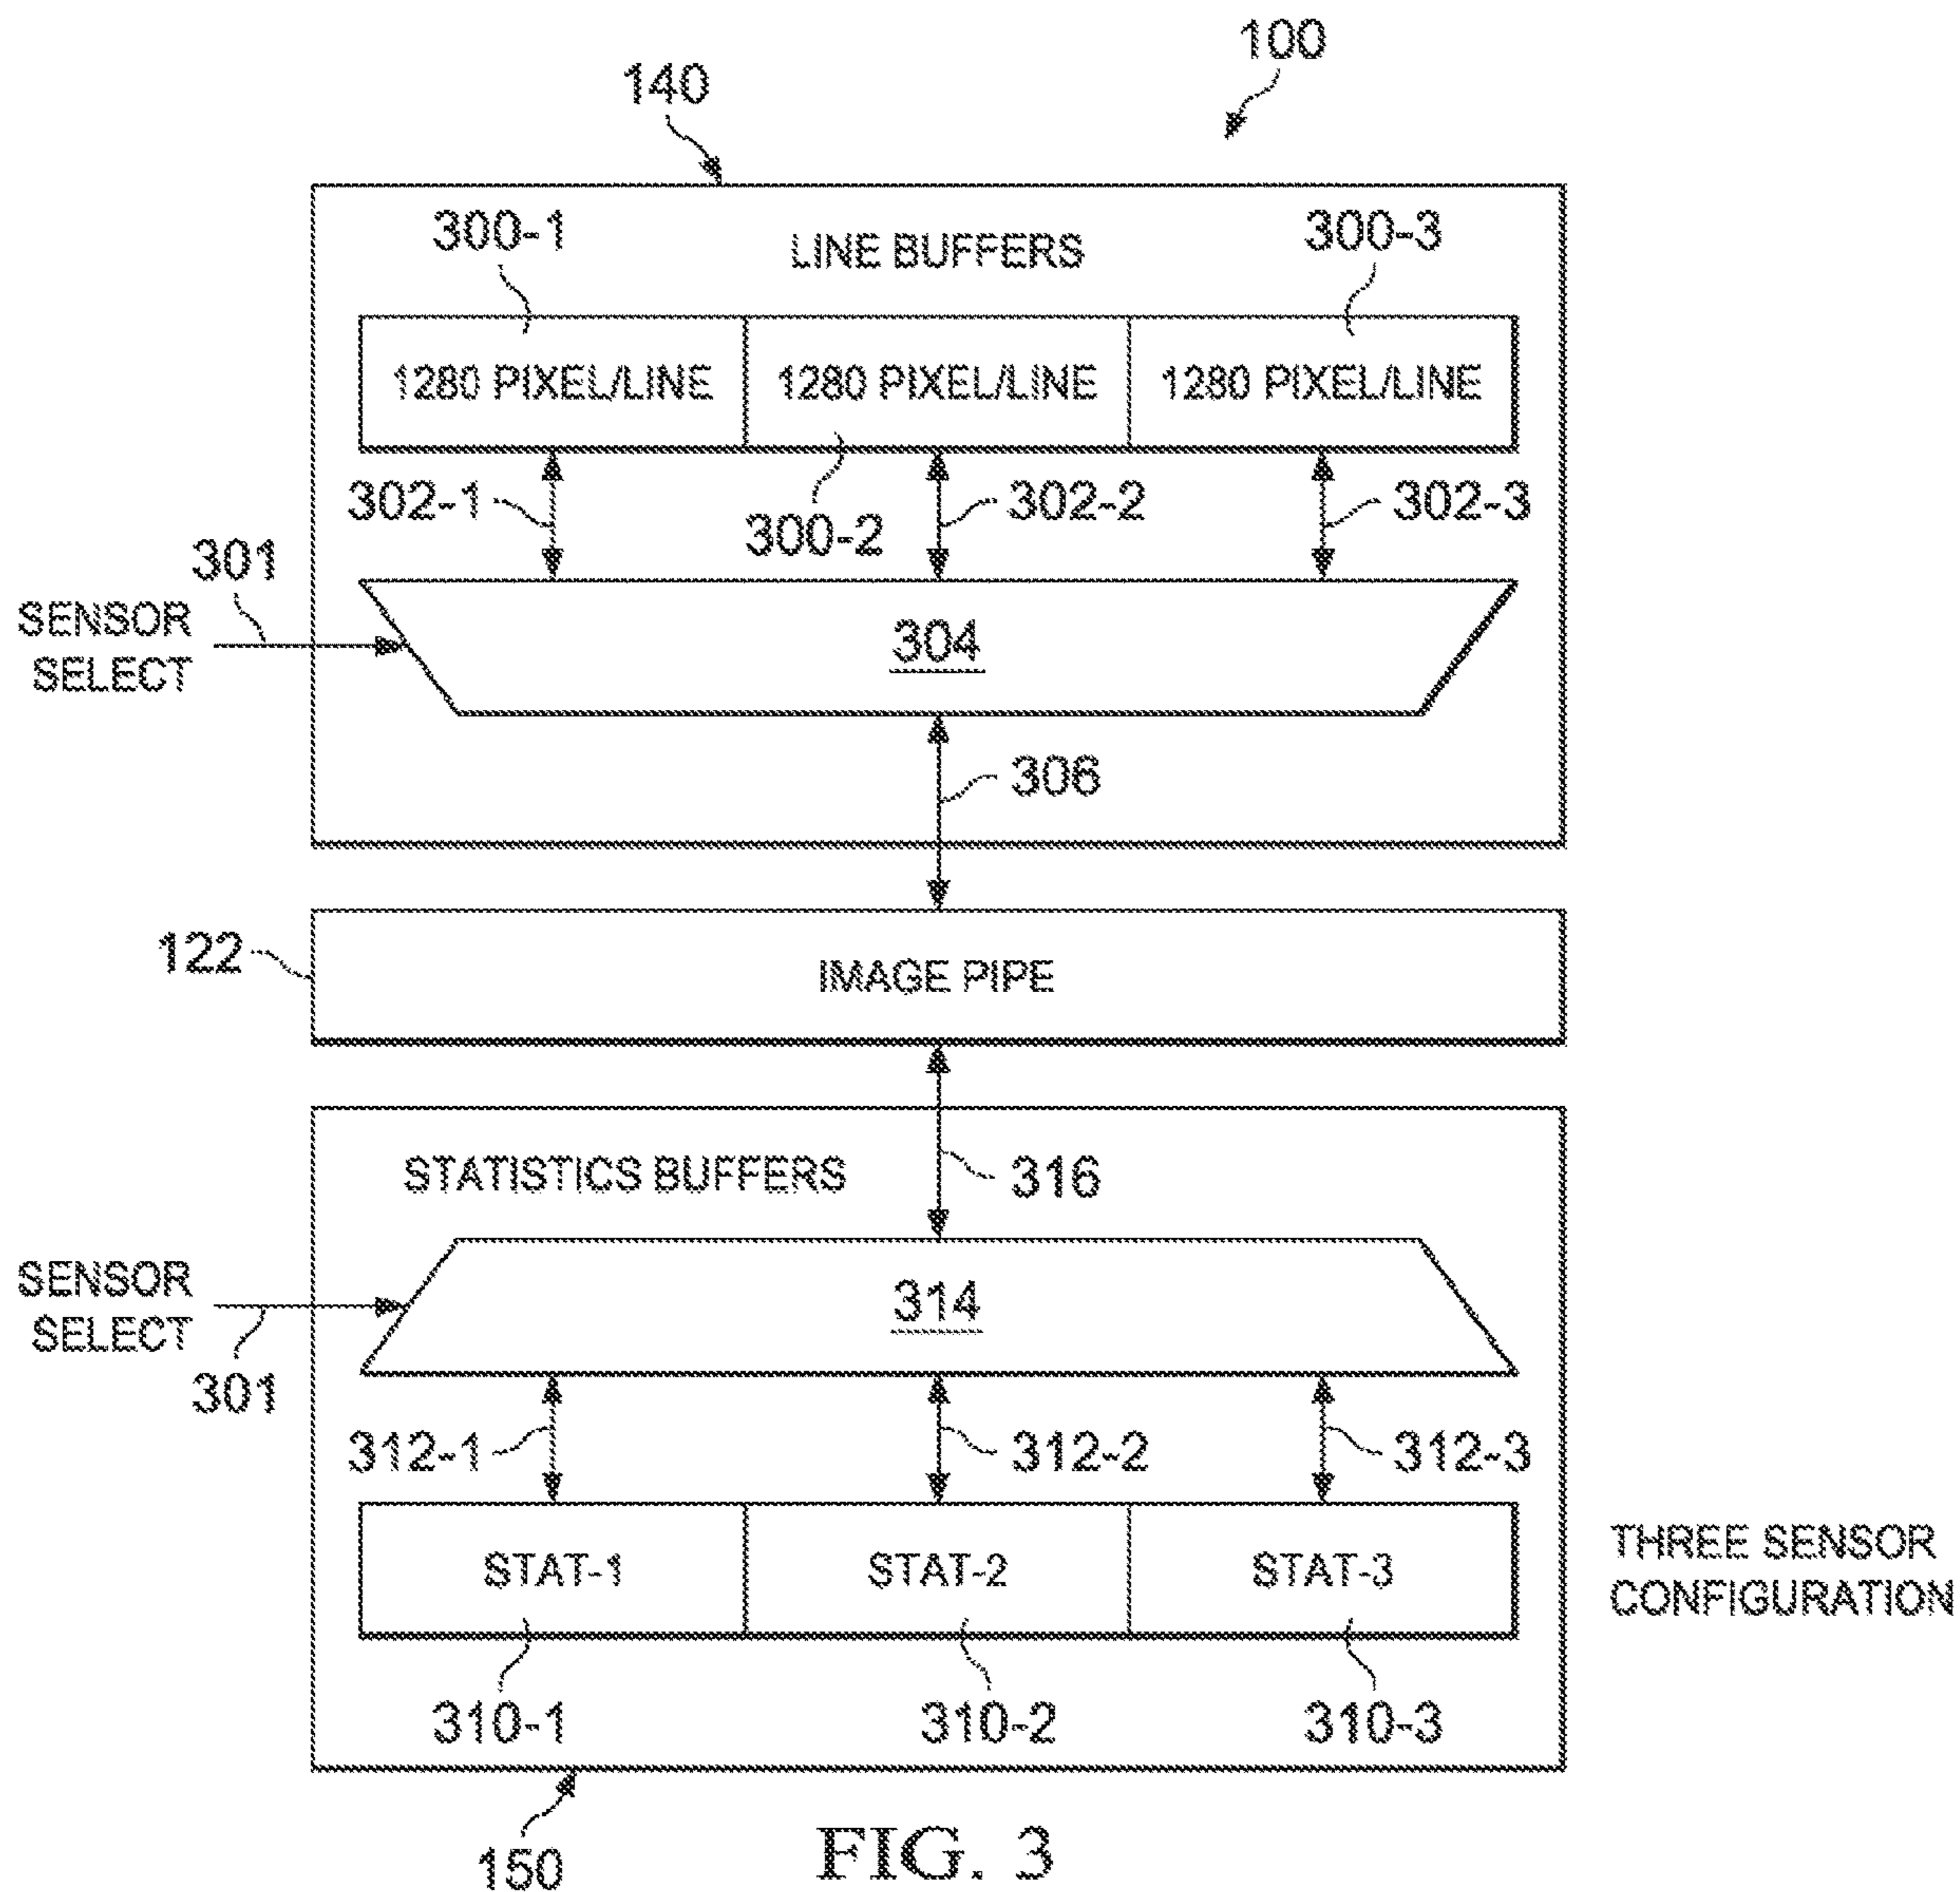 100
140
300-1
LINE BUFFERS
300-3
1280 PIXEL/LINE
1280 PIXEL/LINE
1280 PIXEL/LINE
302-1
300-2
302-2
302-3
301
SENSOR
SELECT
304
306
122
IMAGE PIPE
STATISTICS BUFFERS
316
SENSOR
SELECT
301
314
312-1
312-2
312-3
STAT-1
STAT-2
STAT-3
THREE SENSOR
CONFIGURATION
310-1
310-2
310-3
150
FIG. 3